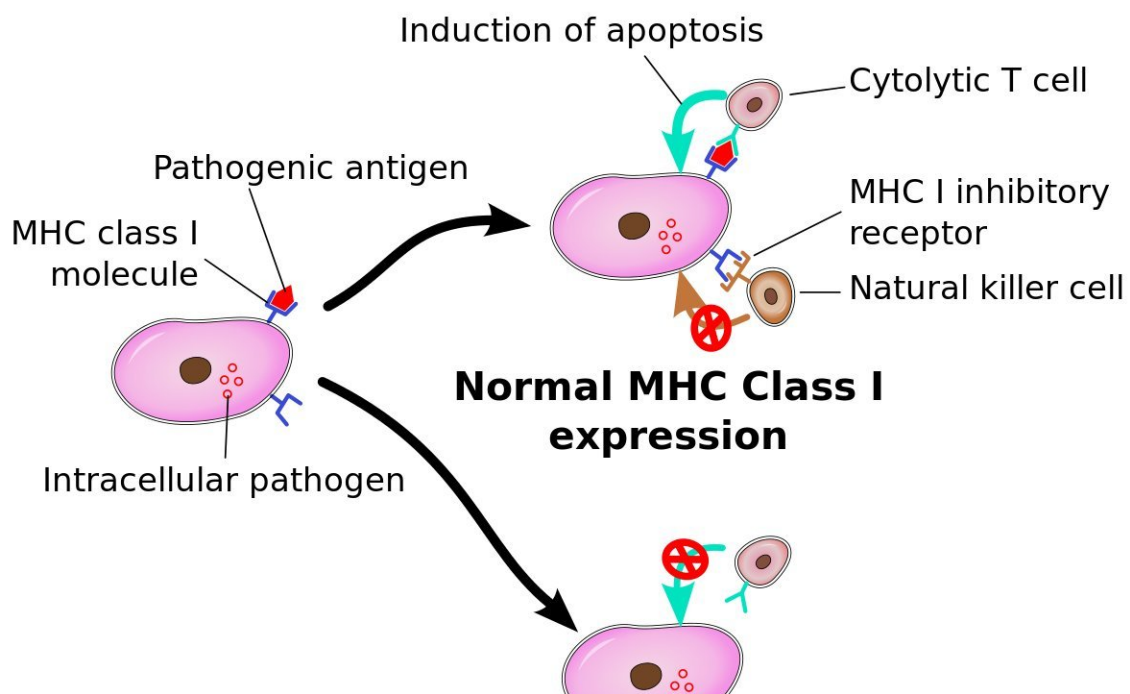 Induction of apoptosis
Cytolytic T cell
Pathogenic antigen
MHC I inhibitory
receptor
MHC class I
molecule
Natural killer cell
Normal MHC Class I
expression
Intracellular pathogen